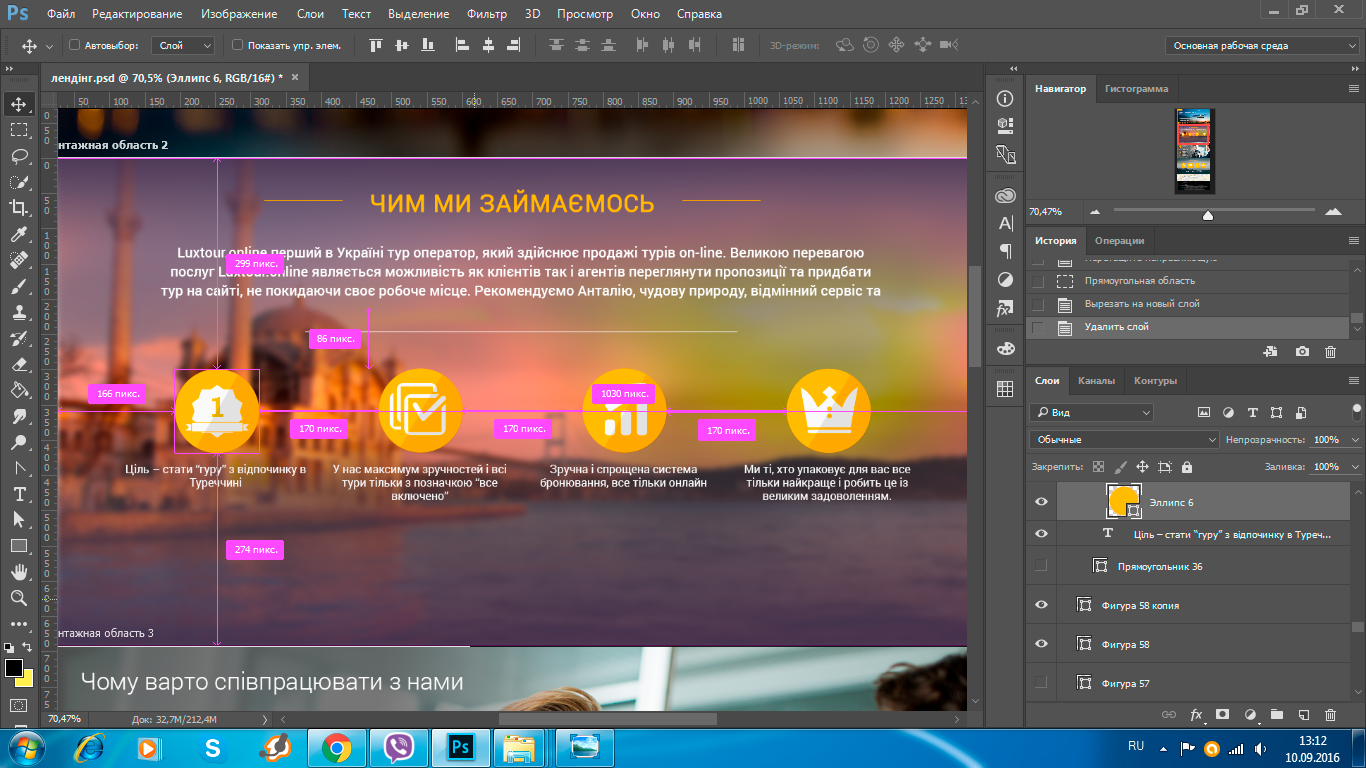 Ps Файл Редактирование Изображение Слои Текст Выделение Фильтр 3D Просмотр Окно Справка
Автовыбор: Слой Показать упр. элем. 3D-режим: Основная рабочая среда
лендінг.psd @ 70,5% (Эллипс 6, RGB/16#) * ×
50 100 150 200 250 300 350 400 450 500 550 600 650 700 750 800 850 900 950 1000 1050 1100 1150 1200 1250
нтажная область 2
ЧИМ МИ ЗАЙМАЄМОСЬ
Luxtour.online перший в Україні тур оператор, який здійснює продажі турів on-line. Великою перевагою
299 пикс.
послуг Luxtour.online являється можливість як клієнтів так і агентів переглянути пропозиції та придбати
тур на сайті, не покидаючи своє робоче місце. Рекомендуємо Анталію, чудову природу, відмінний сервіс та
86 пикс.
166 пикс.
1030 пикс.
1
170 пикс.
170 пикс.
170 пикс.
Ціль – стати “гуру” з відпочинку в
Туреччині
У нас максимум зручностей і всі
тури тільки з позначкою “все
включено”
Зручна і спрощена система
бронювання, все тільки онлайн
Ми ті, хто упаковує для вас все
тільки найкраще і робить це із
великим задоволенням.
274 пикс.
нтажная область 3
Чому варто співпрацювати з нами
70,47% Док: 32,7M/212,4M
Навигатор Гистограмма
70,47%
История Операции
Прямоугольная область
Вырезать на новый слой
Удалить слой
Слои Каналы Контуры
Вид
Обычные Непрозрачность: 100%
Закрепить: Заливка: 100%
Эллипс 6
Ціль – стати “гуру” з відпочинку в Туреч...
Прямоугольник 36
Фигура 58 копия
Фигура 58
Фигура 57
RU
13:12
10.09.2016